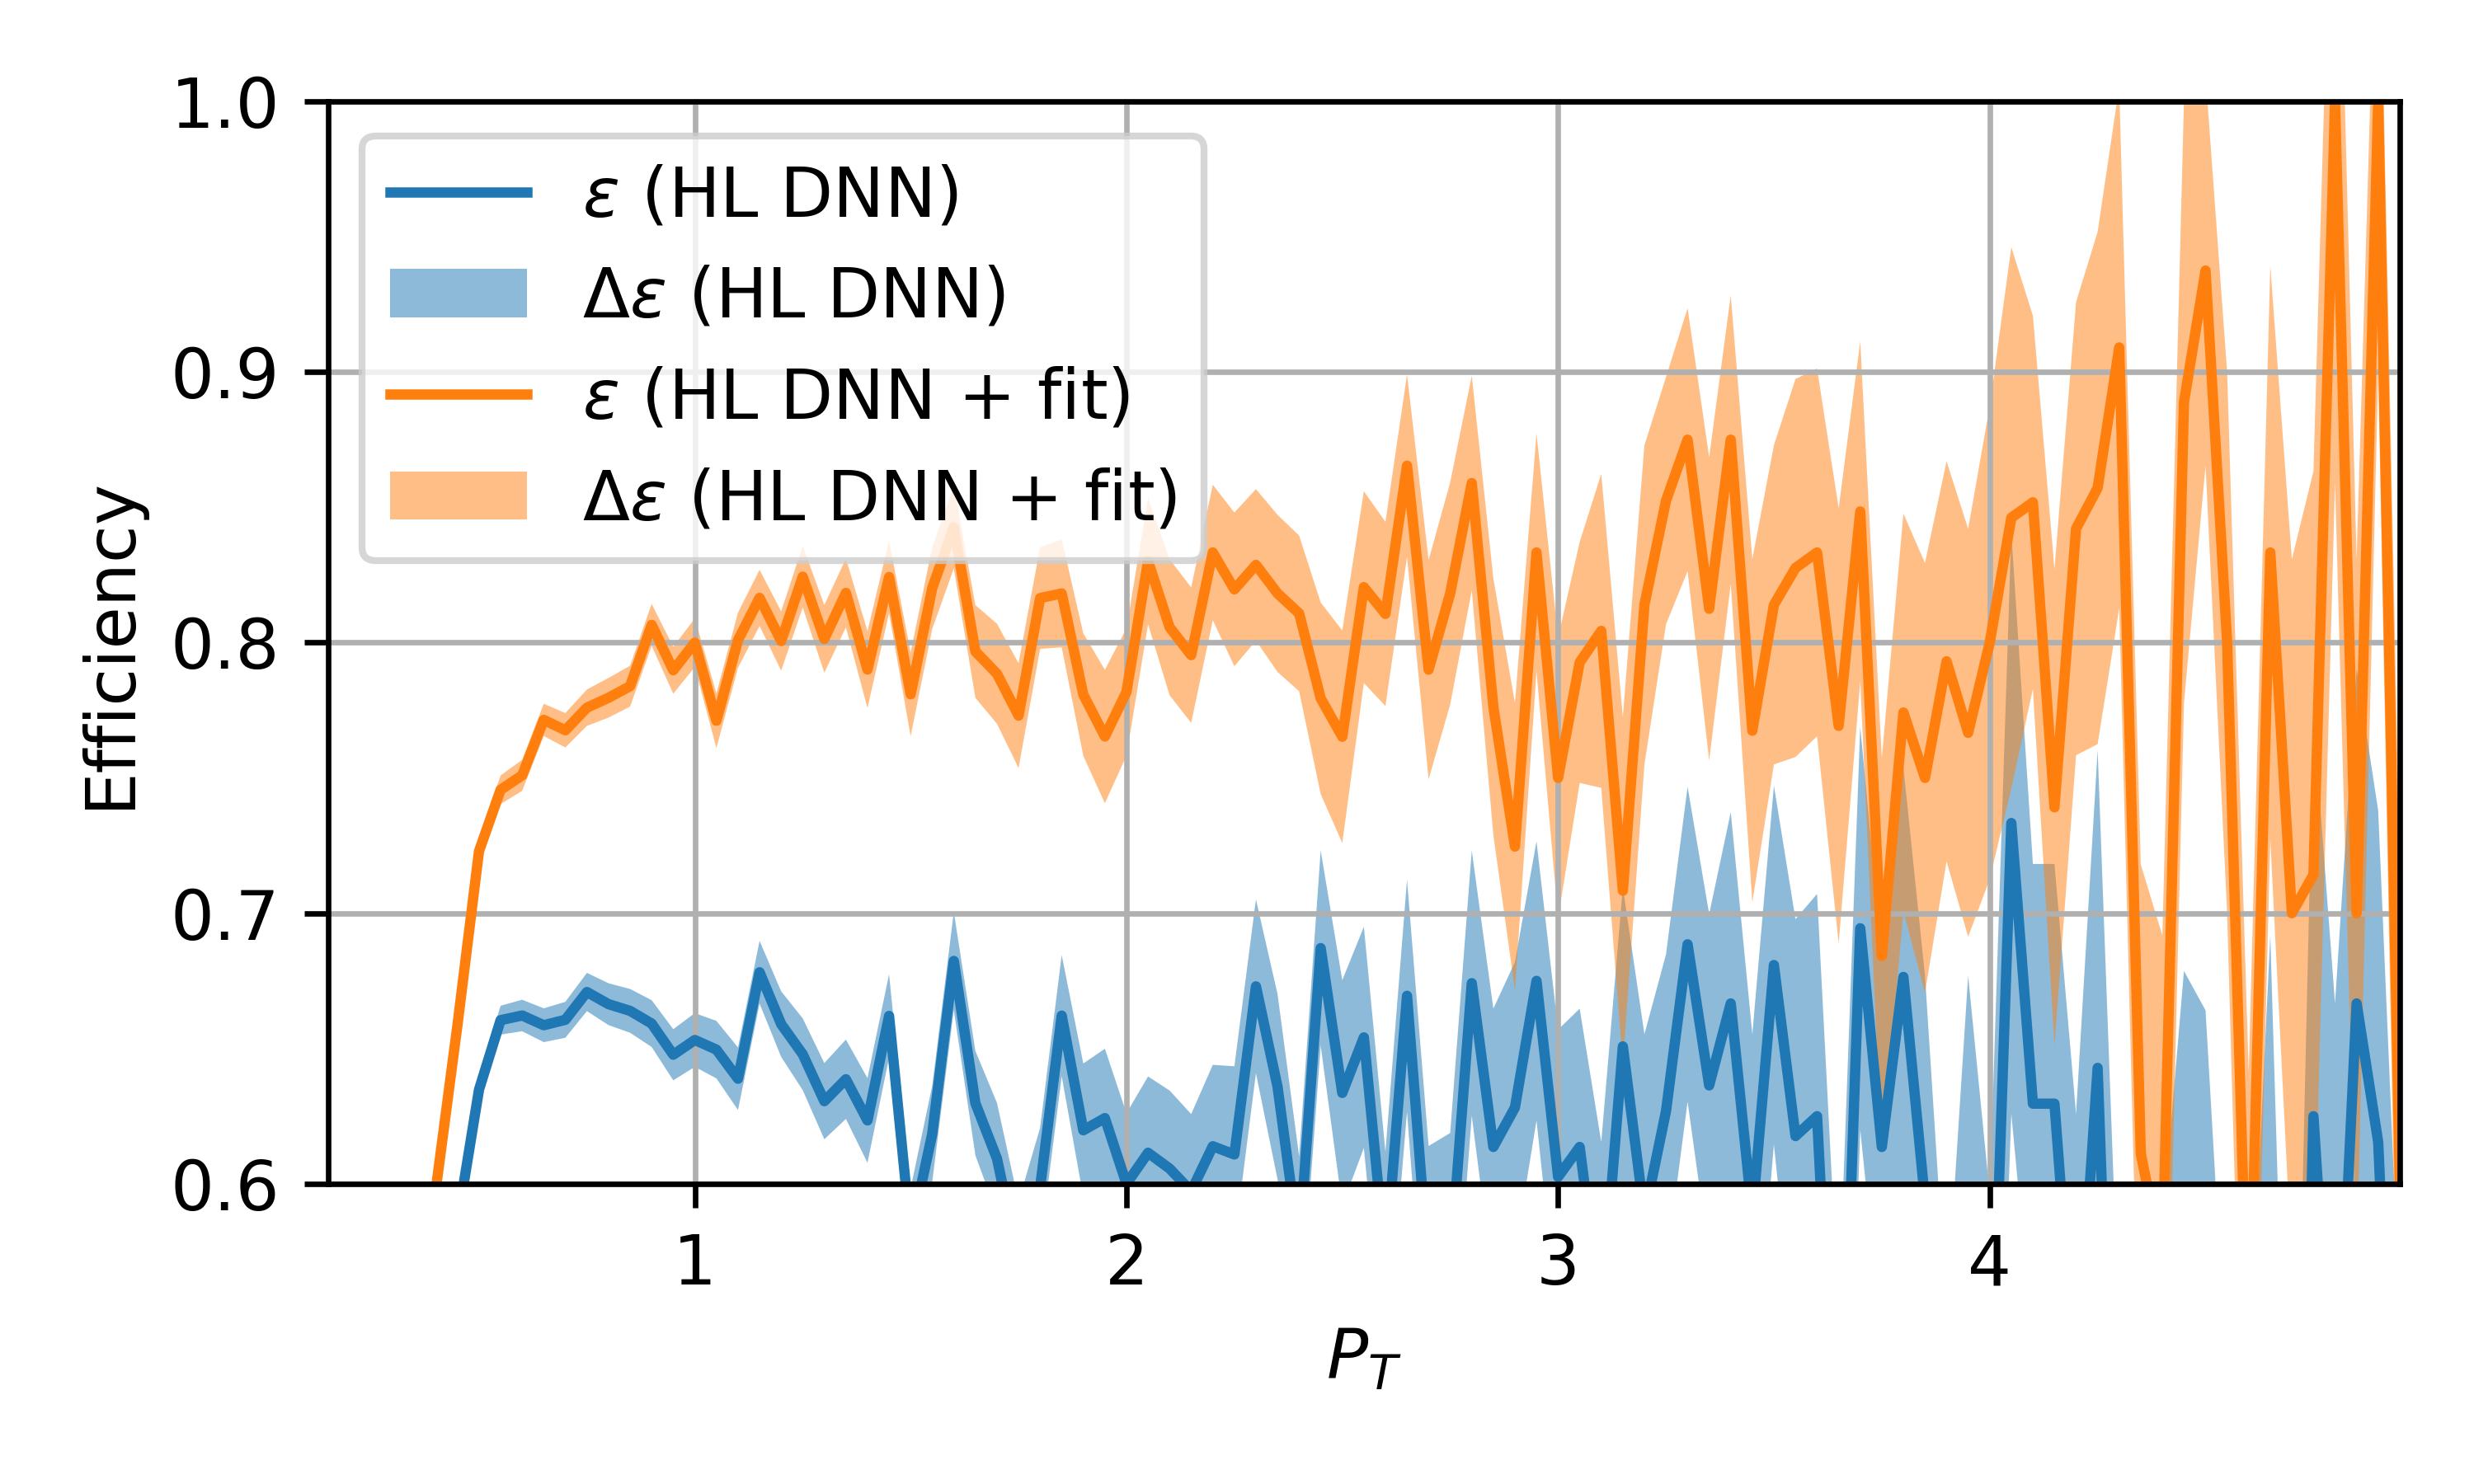 1.0
0.9
0.8
0.7
0.6
Efficiency
ε (HL DNN)
Δε (HL DNN)
ε (HL DNN + fit)
Δε (HL DNN + fit)
1 2 3 4
P_T